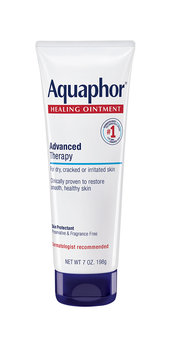 Aquaphor
HEALING OINTMENT
#1
Advanced
Therapy
For dry, cracked or irritated skin
Clinically proven to restore
smooth, healthy skin
Skin Protectant
Preservative & Fragrance Free
Dermatologist recommended
NET WT 7 OZ. 198g